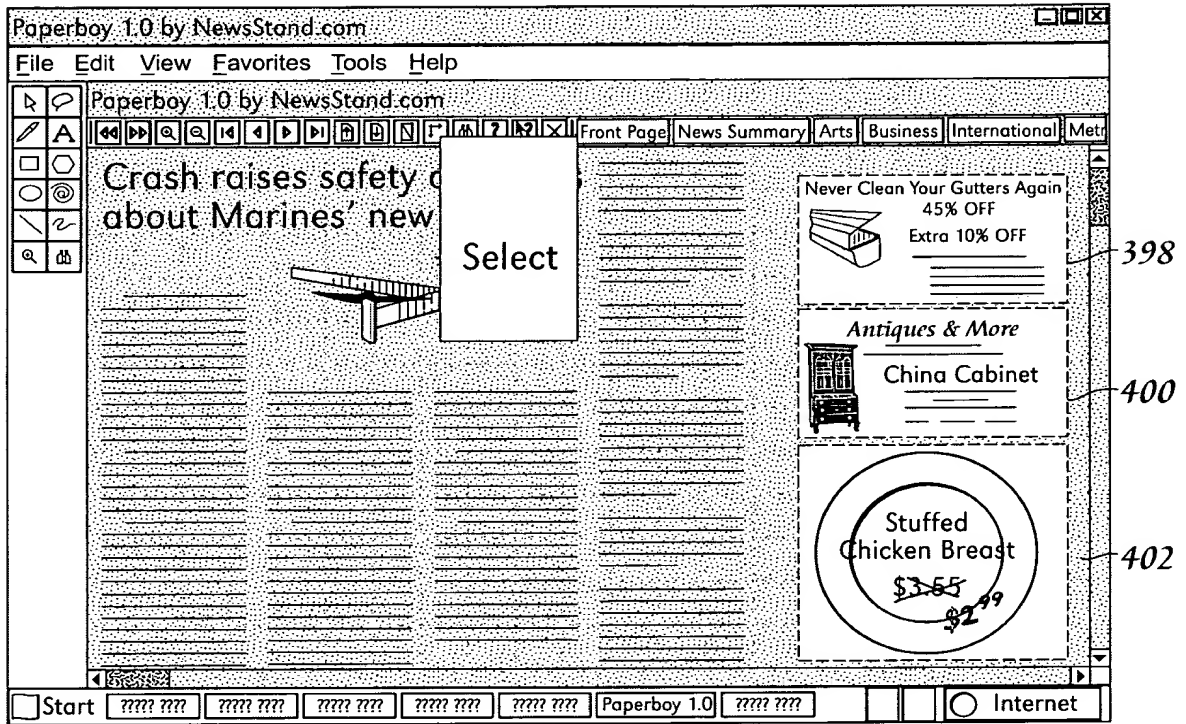 Paperboy 1.0 by NewsStand.com
File Edit View Favorites Tools Help
Paperboy 1.0 by NewsStand.com
A
? ? Front Page News Summary Arts Business International Metr
Crash raises safety
about Marines' new
Select
Never Clean Your Gutters Again
45% OFF
Extra 10% OFF
398
Antiques & More
China Cabinet
400
Stuffed
Chicken Breast
$3.55
$2.99
402
Start ????? ???? ????? ???? ????? ???? ????? ???? ????? ???? Paperboy 1.0 ????? ???? Internet